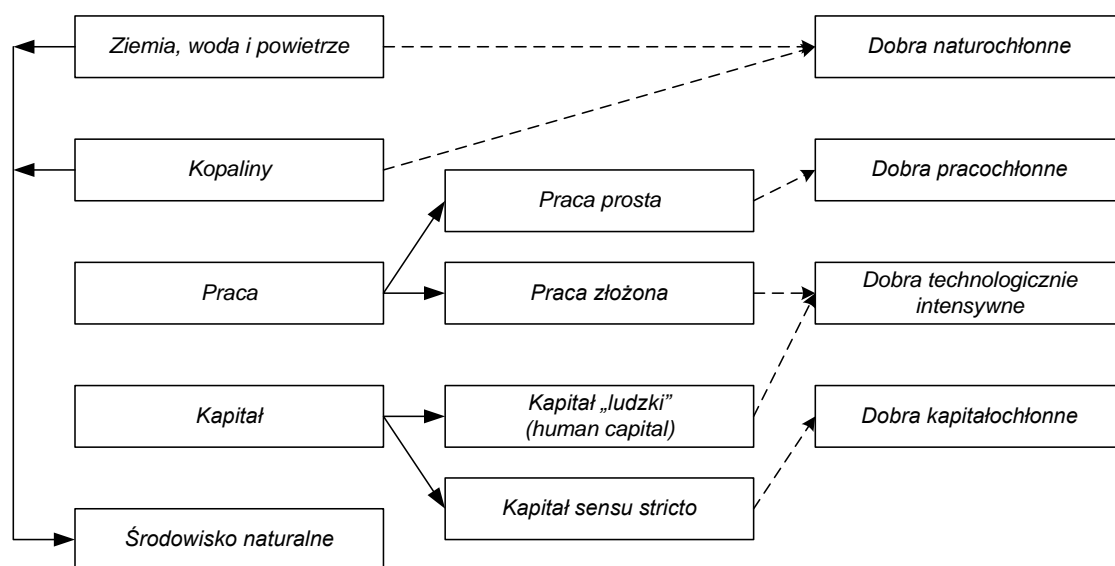 Ziemia, woda i powietrze
Dobra naturochłonne
Kopaliny
Dobra pracochłonne
Praca prosta
Praca
Praca złożona
Dobra technologicznie
intensywne
Kapitał
Kapitał „ludzki”
(human capital)
Dobra kapitałochłonne
Kapitał sensu stricto
Środowisko naturalne